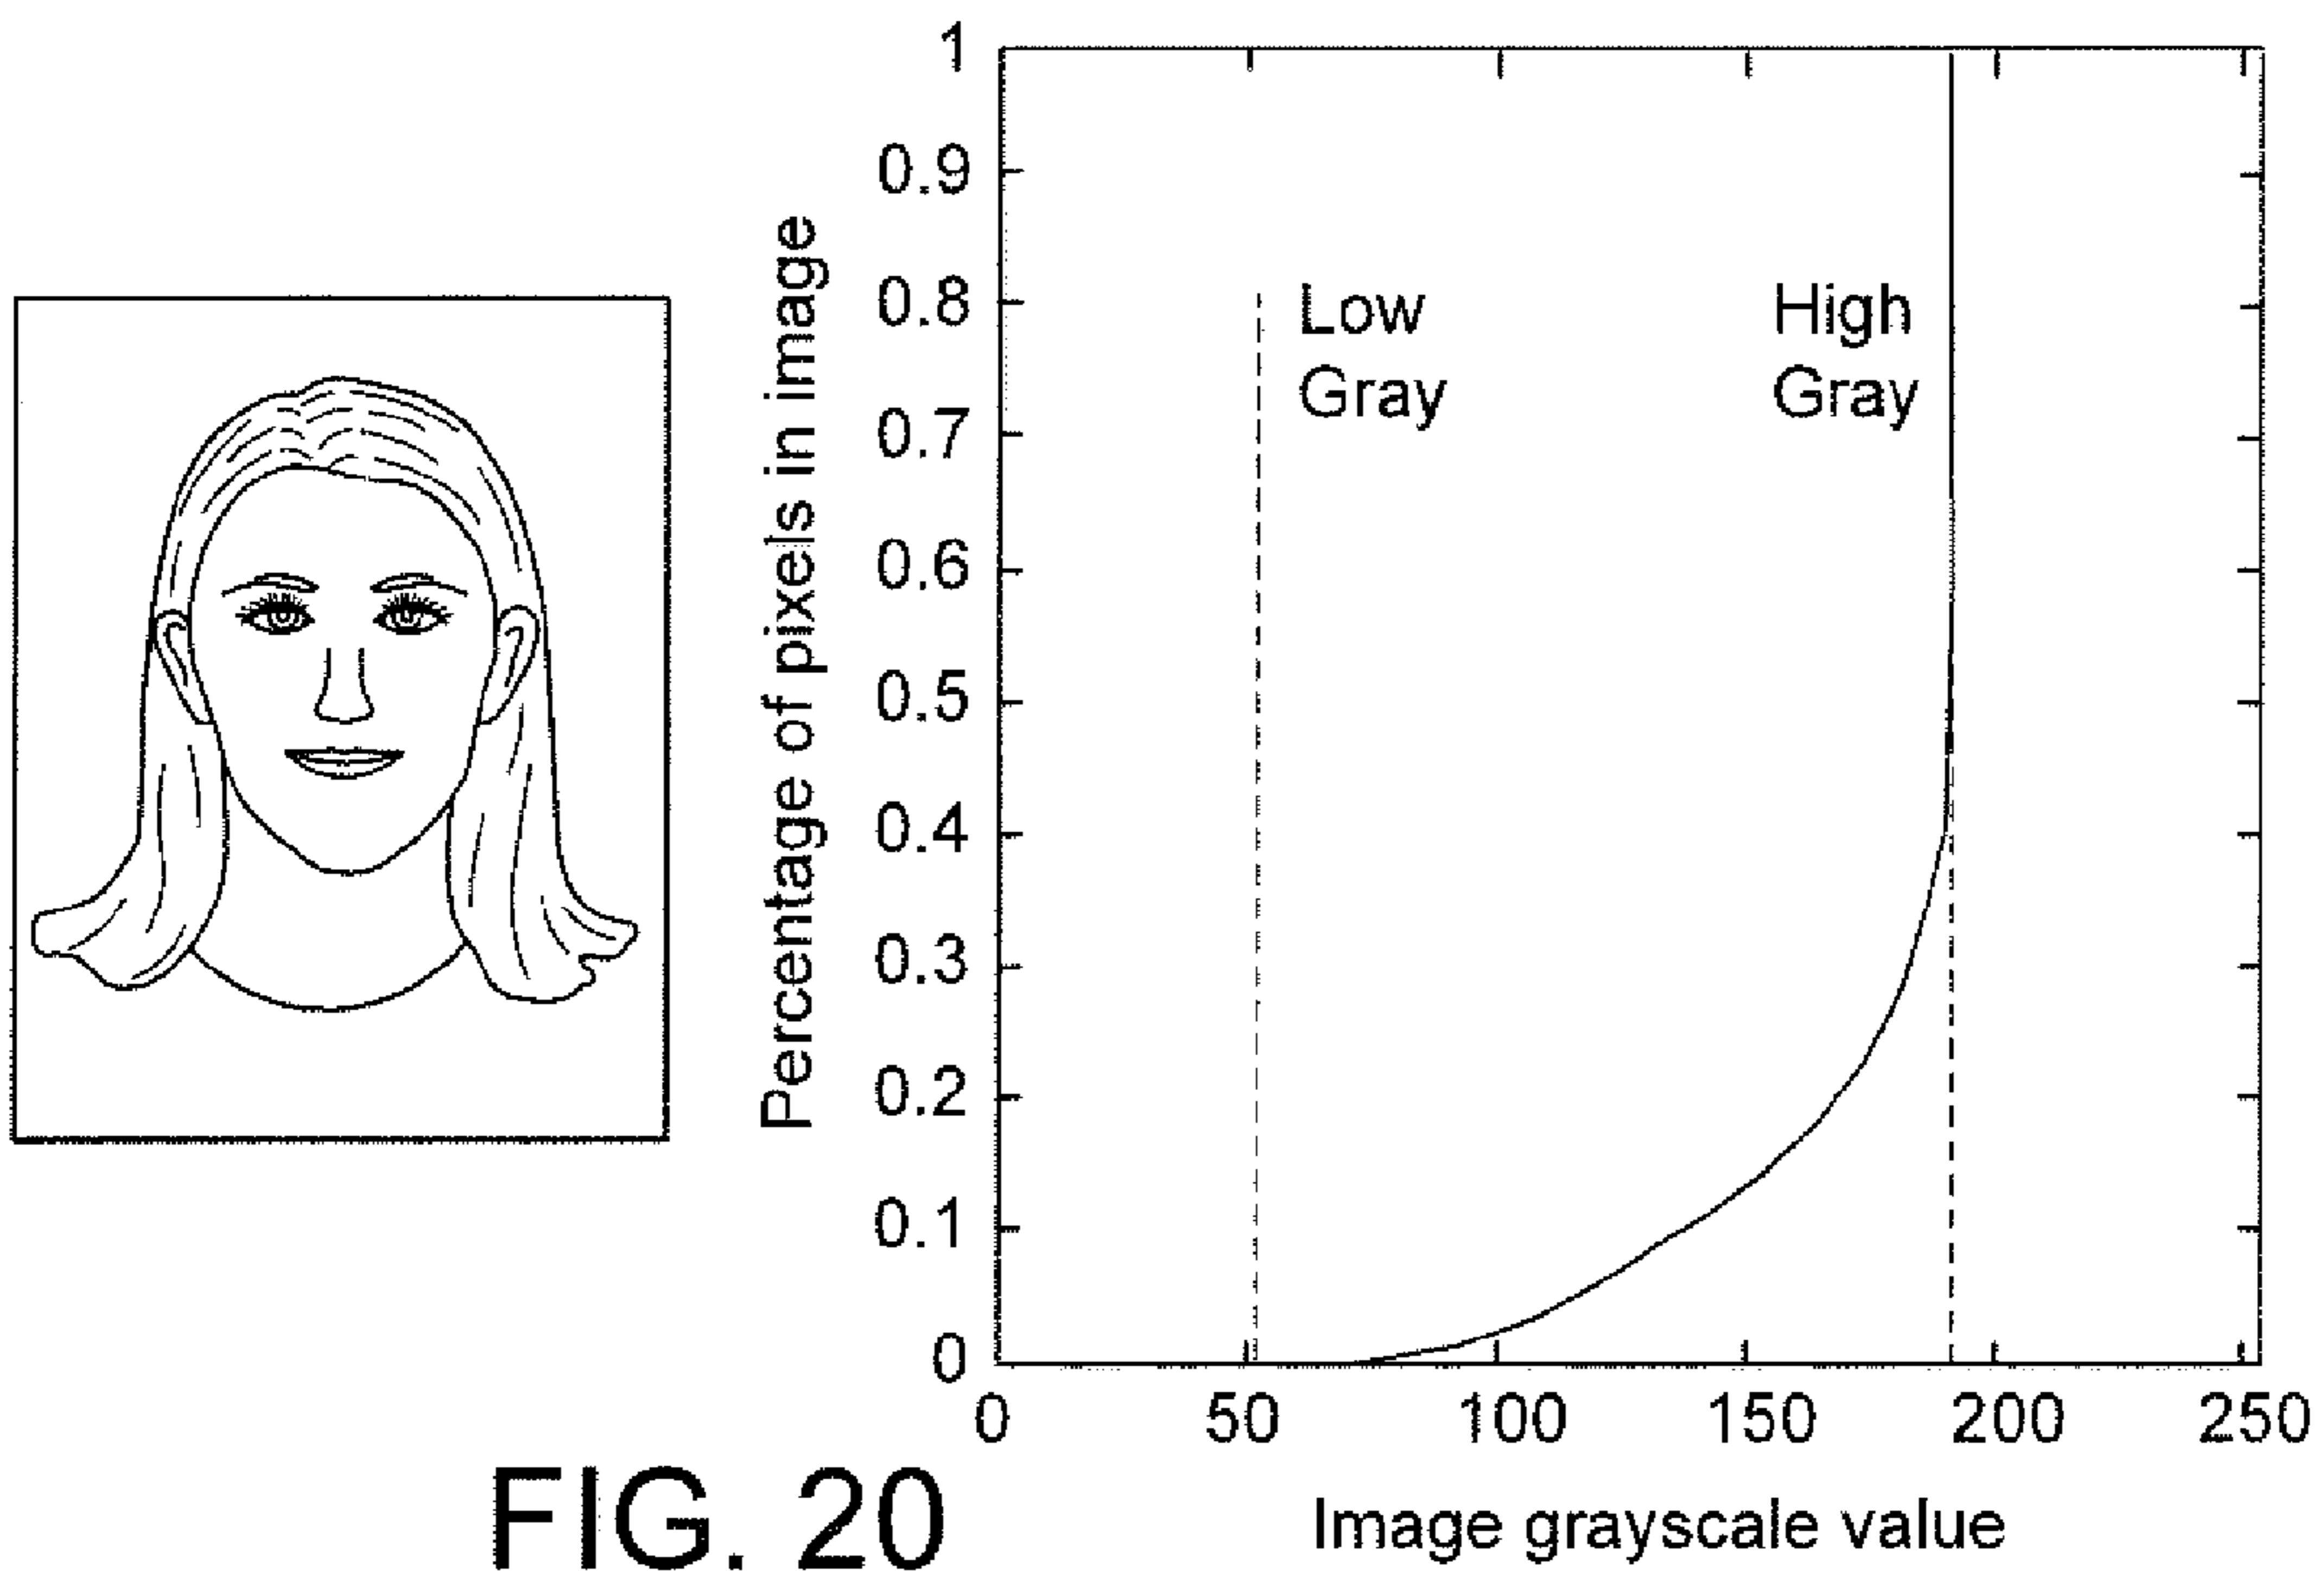 Percentage of pixels in image
1
0.9
0.8
0.7
0.6
0.5
0.4
0.3
0.2
0.1
0
Low
Gray
High
Gray
0 50 100 150 200 250
Image grayscale value
FIG. 20